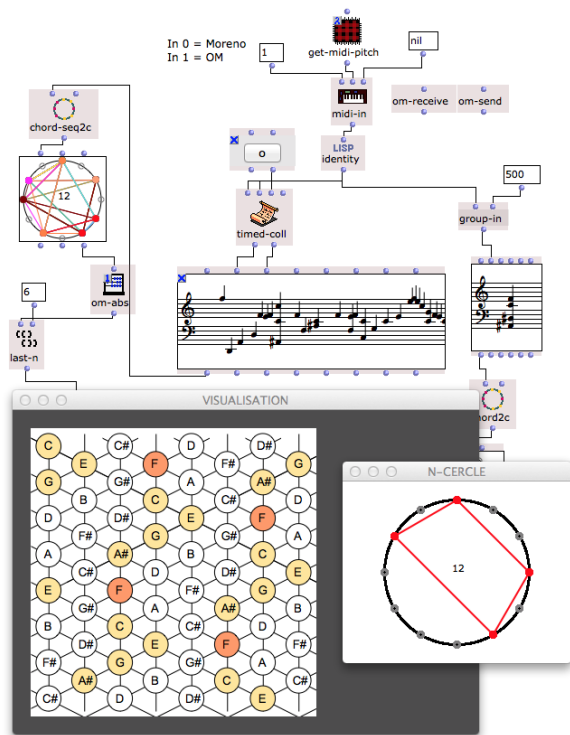 In 0 = Moreno
In 1 = OM
1
get-midi-pitch
nil
chord-seq2c
midi-in
om-receive
om-send
o
LISP
identity
12
500
timed-coll
group-in
6
om-abs
last-n
hord2c
VISUALISATION
C C# D D#
E F F# G
G G# A A#
B C C# D
D D# E F
F# G G# A
A A# B C
C# D D# E
E F F# G
G# A A# B
B C C# D
D# E F F#
F# G G# A
A# B C C#
C# D D# E
N-CERCLE
12